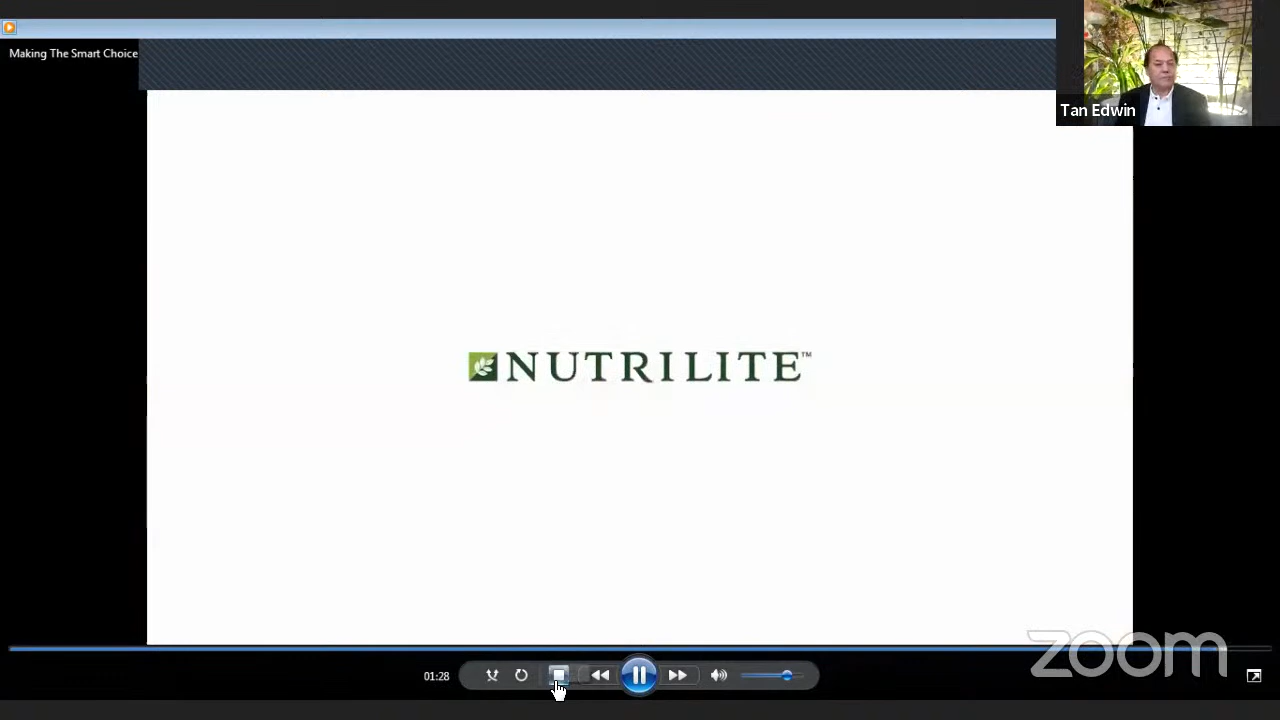 Making The Smart Choice
Tan Edwin
NUTRILITE™
zoom
01:28